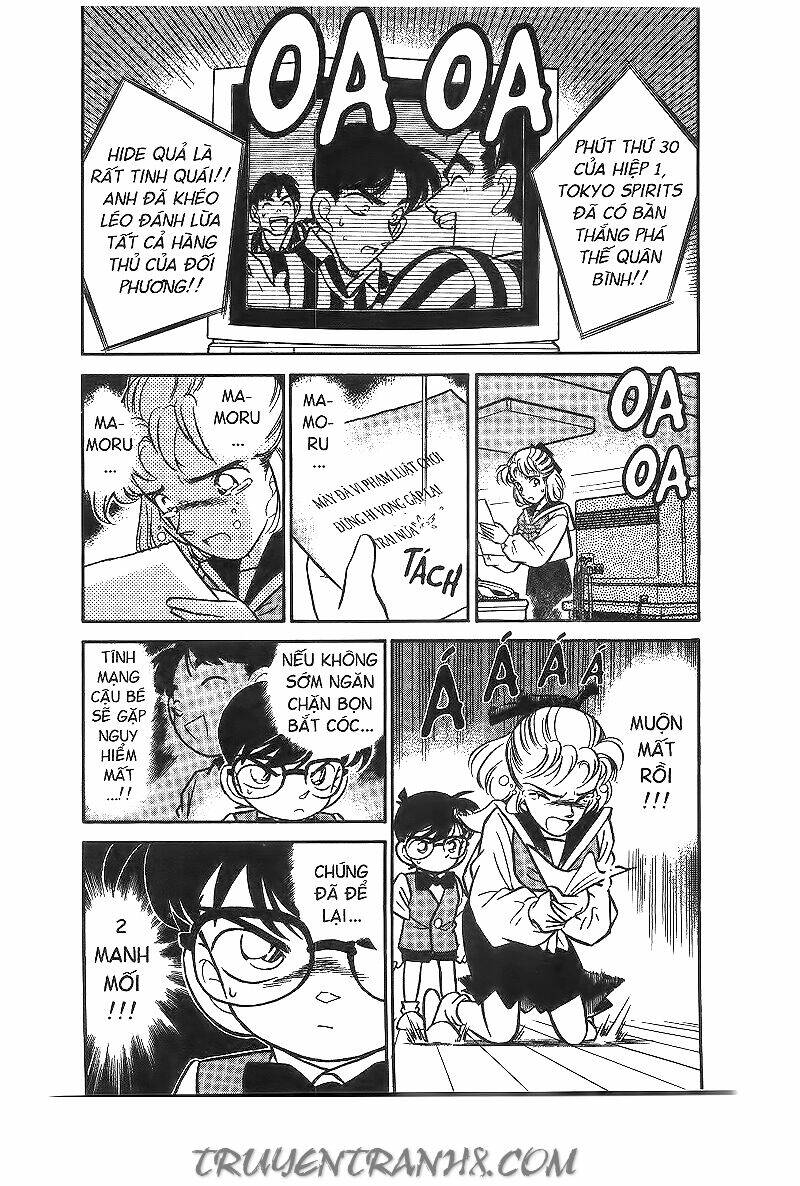 OA OA
HIDE QUẢ LÀ
RẤT TINH QUÁI!!
ANH ĐÃ KHÉO
LÉO ĐÁNH LỪA
TẤT CẢ HÀNG
THỦ CỦA ĐỐI
PHƯƠNG!!
PHÚT THỨ 30
CỦA HIỆP 1,
TOKYO SPIRITS
ĐÃ CÓ BÀN
THẮNG PHÁ
THẾ QUÂN
BÌNH!!
MA-
MORU
...
MA-
MORU
...
MA-
MO-
RU
...
MÀY ĐÃ VI PHẠM LUẬT CHƠI
ĐỪNG HI VỌNG GẶP LẠI
TRAI NỮA
TÁCH
OA
OA
TÍNH
MẠNG
CẬU BÉ
SẼ GẶP
NGUY
HIỂM
MẤT
...!!
NẾU KHÔNG
SỚM NGĂN
CHẶN BỌN
BẮT CÓC...
Á Á Á Á
MUỘN
MẤT
RỒI
!!!
CHÚNG
ĐÃ ĐỂ
LẠI...
2
MANH
MỐI
!!!
TRUYENTRANH8.COM